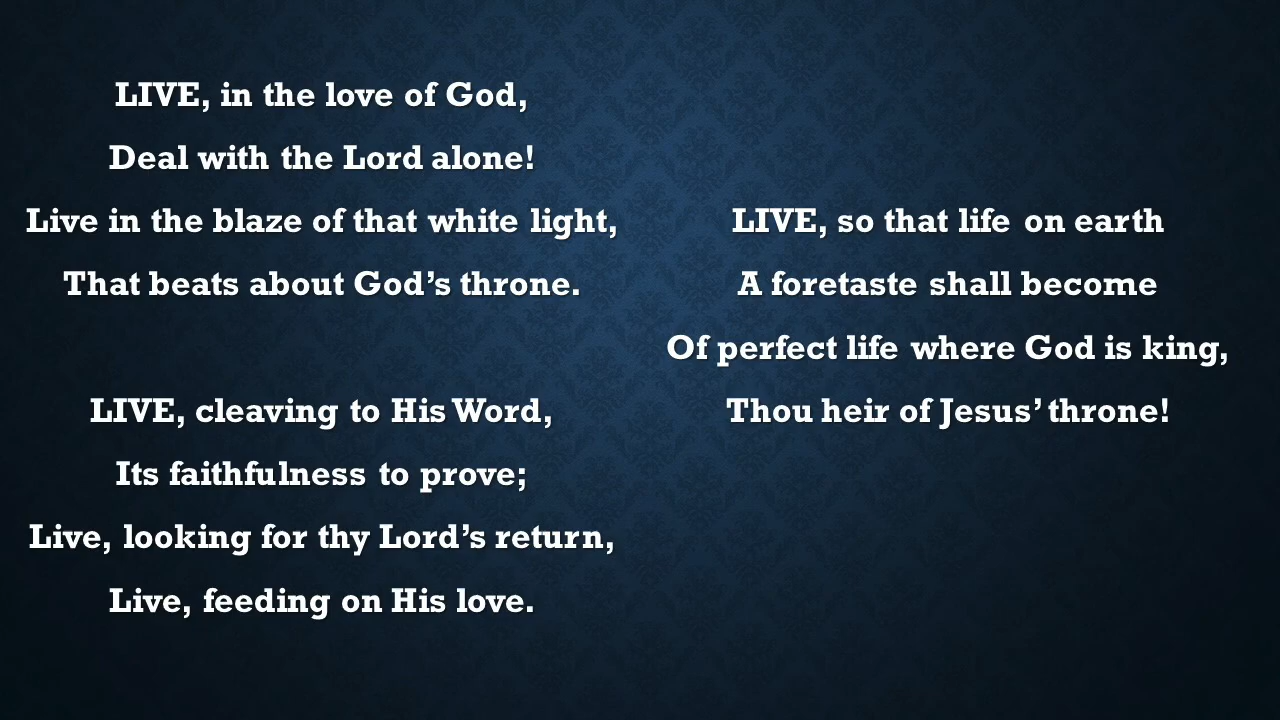 LIVE, in the love of God,
Deal with the Lord alone!
Live in the blaze of that white light,
That beats about God’s throne.
LIVE, cleaving to His Word,
Its faithfulness to prove;
Live, looking for thy Lord’s return,
Live, feeding on His love.
LIVE, so that life on earth
A foretaste shall become
Of perfect life where God is king,
Thou heir of Jesus’ throne!